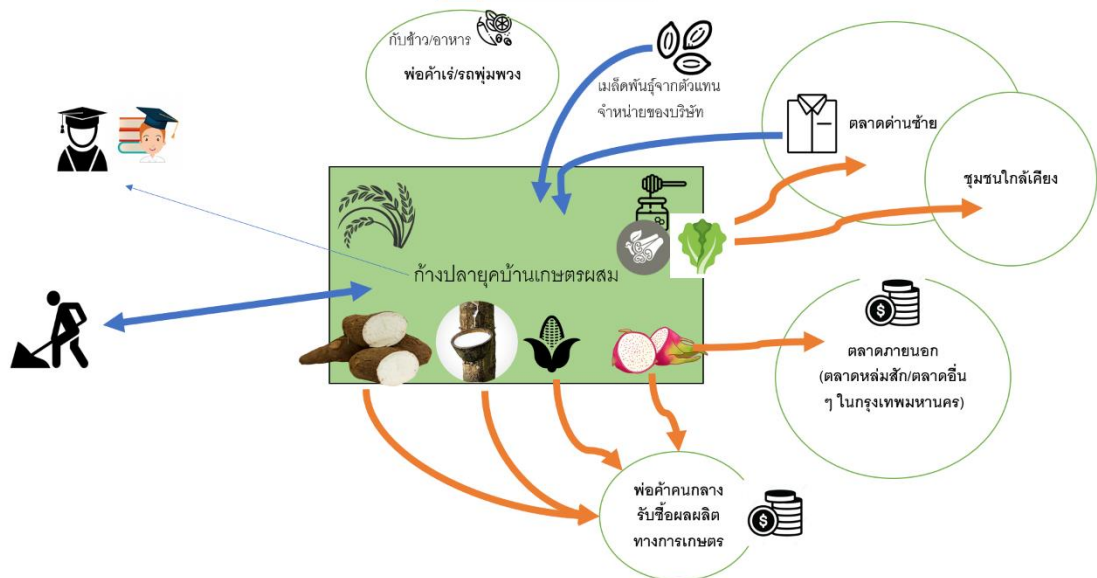 กับข้าว/อาหาร
พ่อค้าเร่/รถพุ่มพวง
เมล็ดพันธุ์จากตัวแทน
จำหน่ายของบริษัท
ตลาดด่านซ้าย
ชุมชนใกล้เคียง
ก้างปลายุคบ้านเกษตรผสม
ตลาดภายนอก
(ตลาดหล่มสัก/ตลาดอื่น
ๆ ในกรุงเทพมหานคร)
พ่อค้าคนกลาง
รับซื้อผลผลิต
ทางการเกษตร